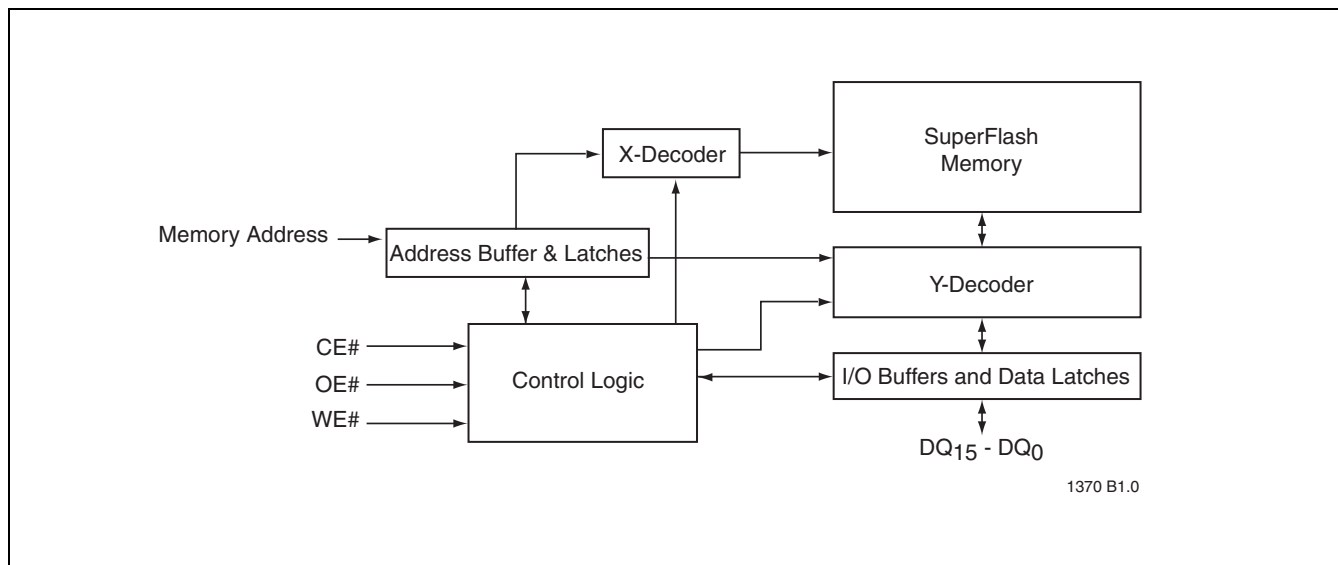 SuperFlash
Memory
X-Decoder
Memory Address
Address Buffer & Latches
Y-Decoder
CE#
OE#
WE#
Control Logic
I/O Buffers and Data Latches
DQ15 - DQ0
1370 B1.0